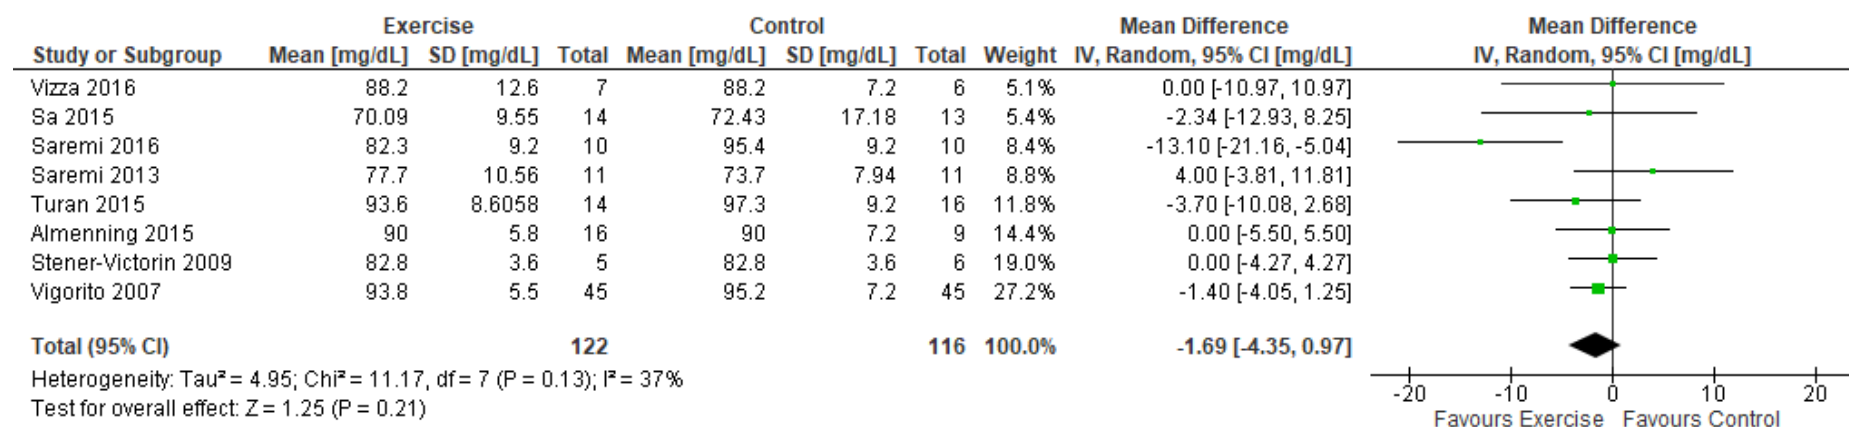 Exercise Control Mean Difference Mean Difference
Study or Subgroup Mean [mg/dL] SD [mg/dL] Total Mean [mg/dL] SD [mg/dL] Total Weight IV, Random, 95% CI [mg/dL] IV, Random, 95% CI [mg/dL]
Vizza 2016 88.2 12.6 7 88.2 7.2 6 5.1% 0.00 [-10.97, 10.97]
Sa 2015 70.09 9.55 14 72.43 17.18 13 5.4% -2.34 [-12.93, 8.25]
Saremi 2016 82.3 9.2 10 95.4 9.2 10 8.4% -13.10 [-21.16, -5.04]
Saremi 2013 77.7 10.56 11 73.7 7.94 11 8.8% 4.00 [-3.81, 11.81]
Turan 2015 93.6 8.6058 14 97.3 9.2 16 11.8% -3.70 [-10.08, 2.68]
Almenning 2015 90 5.8 16 90 7.2 9 14.4% 0.00 [-5.50, 5.50]
Stener-Victorin 2009 82.8 3.6 5 82.8 3.6 6 19.0% 0.00 [-4.27, 4.27]
Vigorito 2007 93.8 5.5 45 95.2 7.2 45 27.2% -1.40 [-4.05, 1.25]
Total (95% CI) 122 116 100.0% -1.69 [-4.35, 0.97]
Heterogeneity: Tau² = 4.95; Chi² = 11.17, df = 7 (P = 0.13); I² = 37%
Test for overall effect: Z = 1.25 (P = 0.21)
-20 -10 0 10 20
Favours Exercise Favours Control